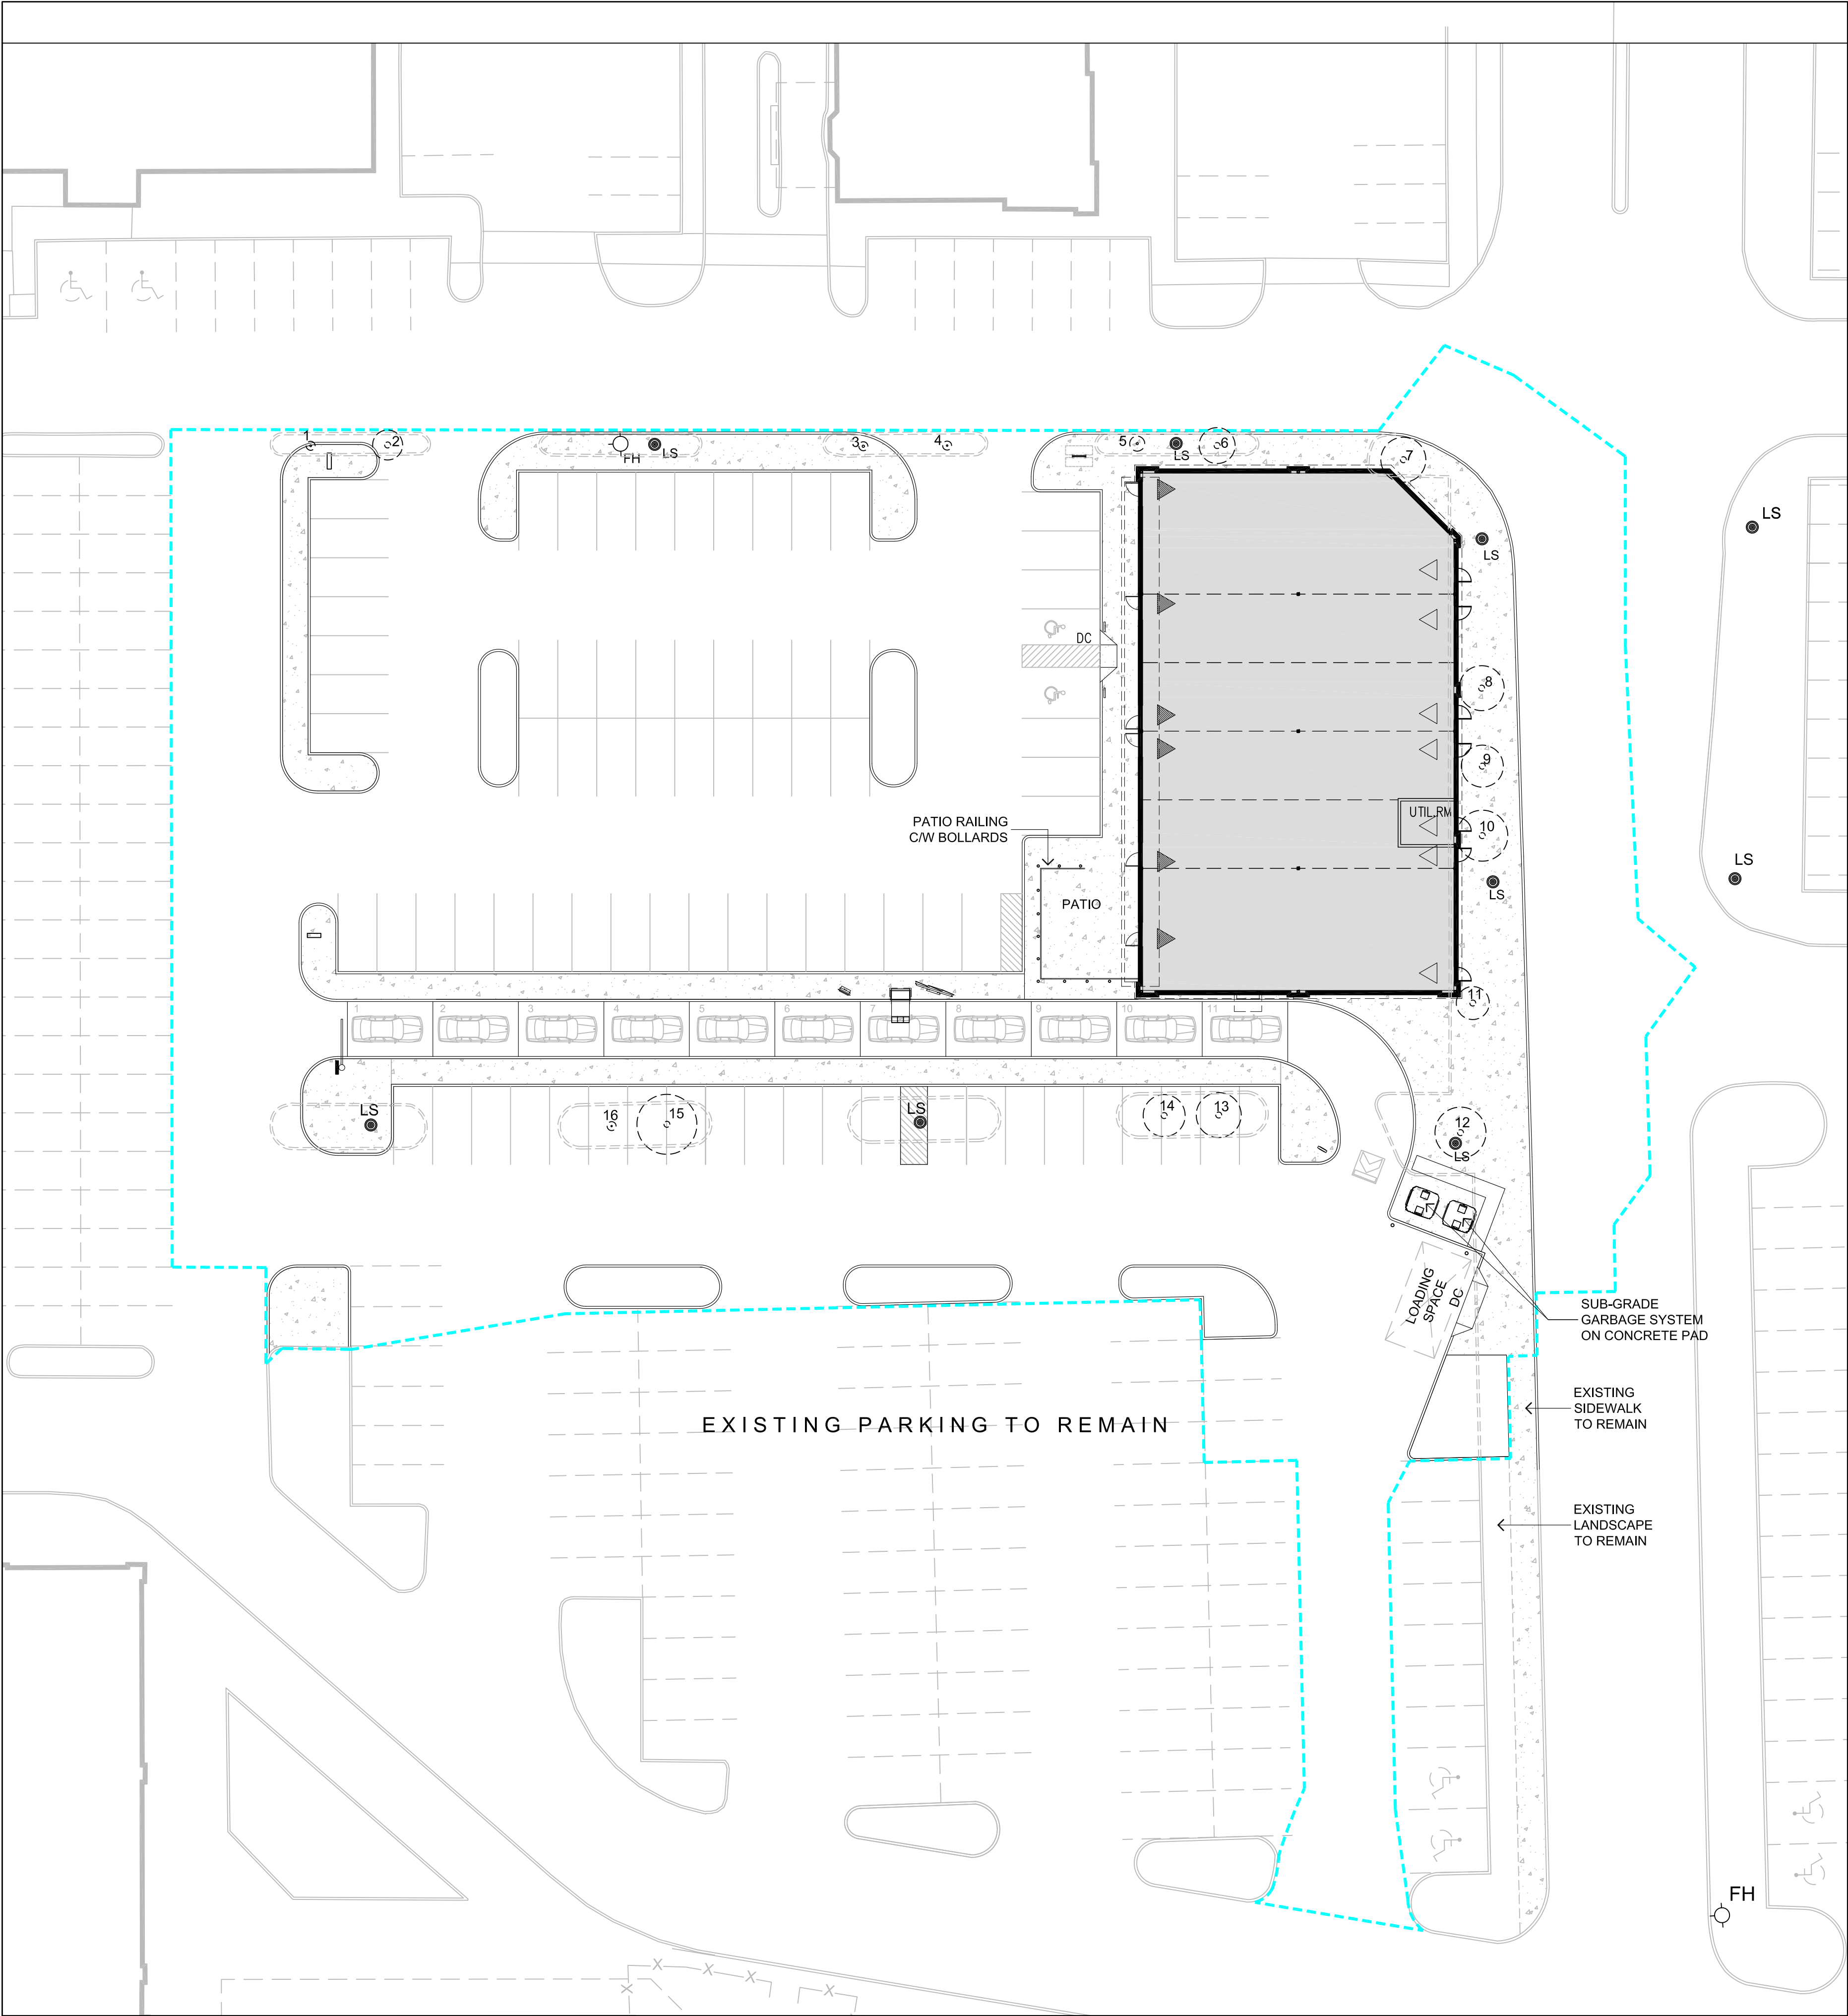 1
2
FH
LS
3
4
5
LS
6
7
LS
LS
LS
DC
8
9
PATIO RAILING
C/W BOLLARDS
UTIL.RM
10
LS
LS
PATIO
11
1
2
3
4
5
6
7
8
9
10
11
LS
16
15
LS
14
13
12
LS
LOADING
SPACE
DC
SUB-GRADE
GARBAGE SYSTEM
ON CONCRETE PAD
EXISTING
SIDEWALK
TO REMAIN
EXISTING PARKING TO REMAIN
EXISTING
LANDSCAPE
TO REMAIN
FH
X
X
X
X
X